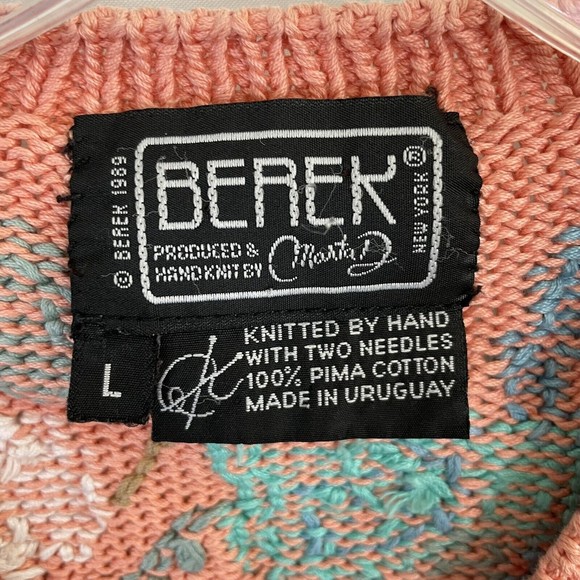 © BEREK 1989
BEREK®
PRODUCED &
HAND KNIT BY Marta D
NEW YORK
L
KNITTED BY HAND
WITH TWO NEEDLES
100% PIMA COTTON
MADE IN URUGUAY